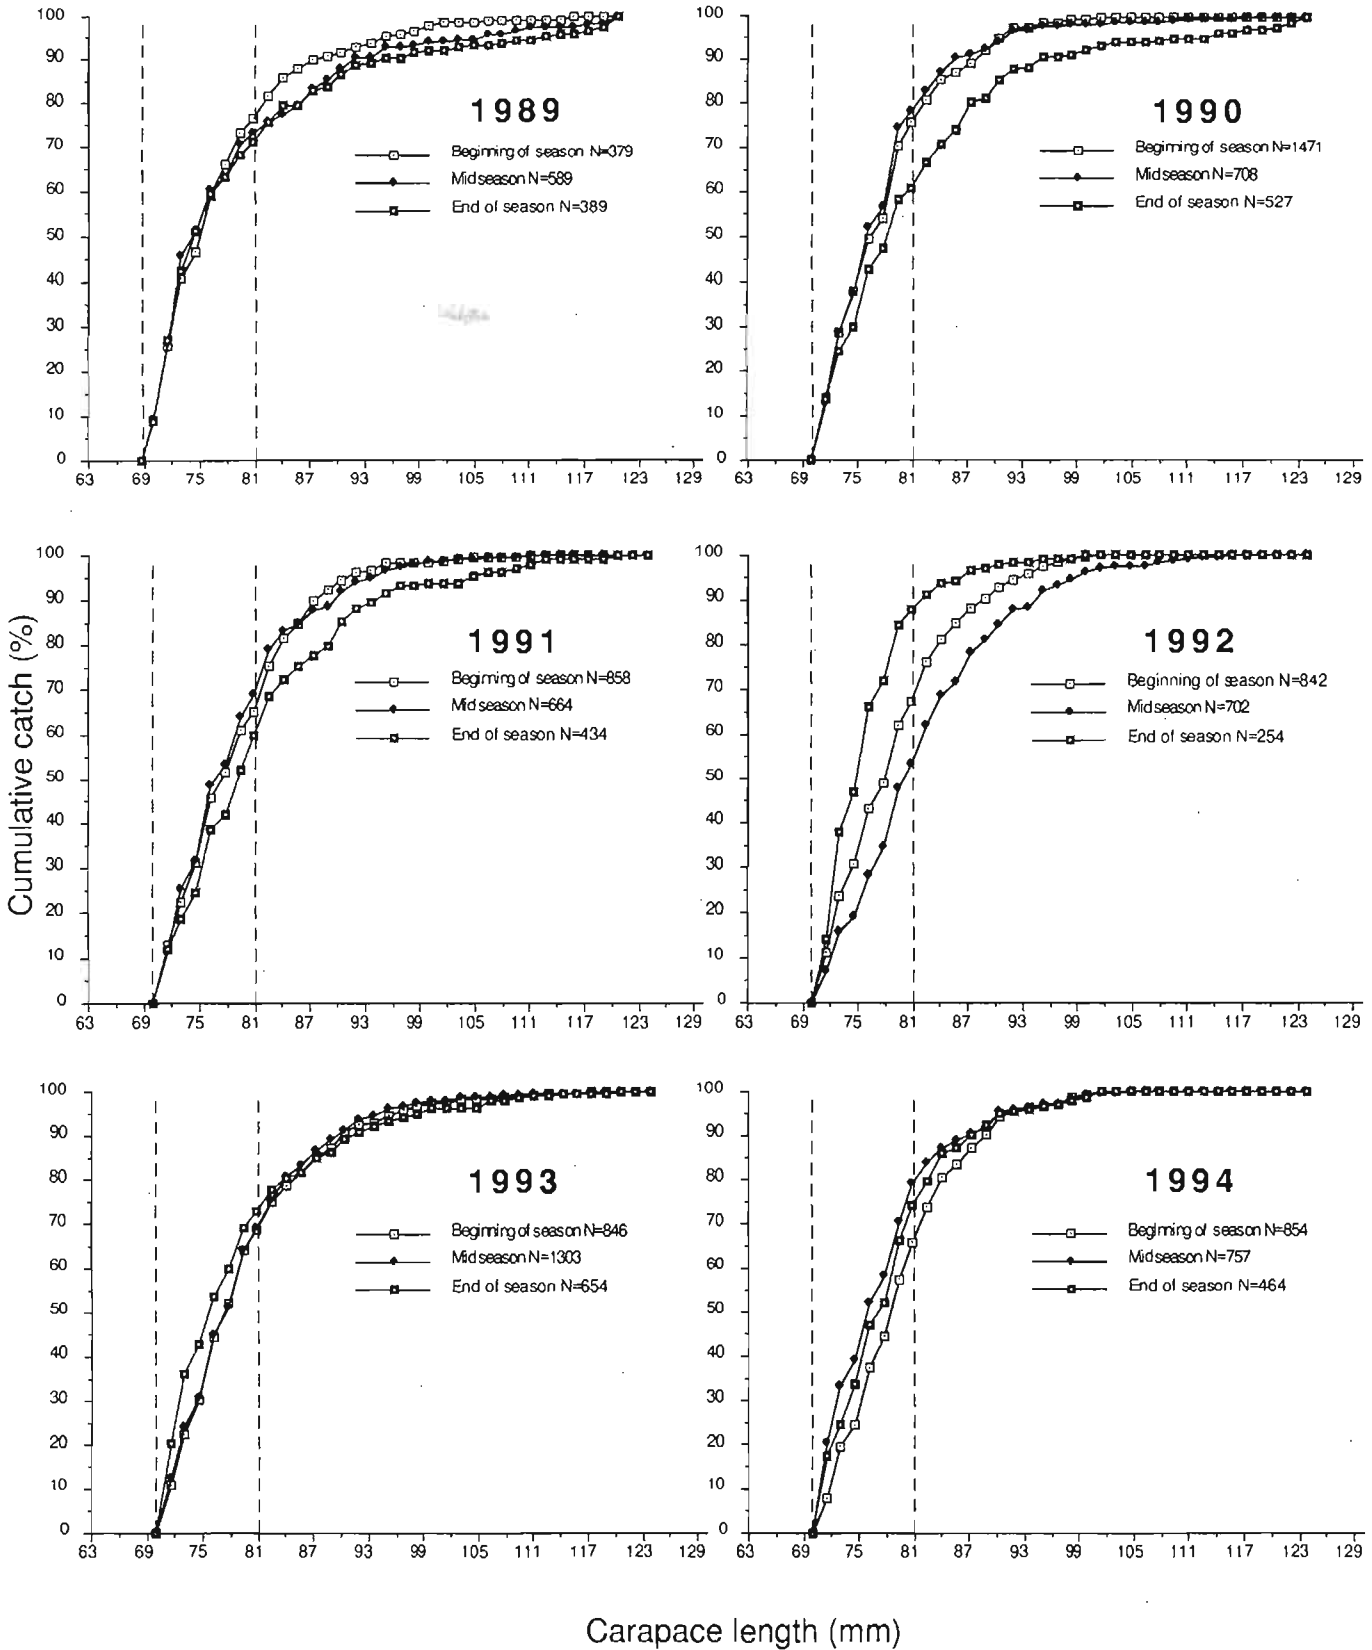 100
90
80
70
60
50
40
30
20
10
0
63 69 75 81 87 93 99 105 111 117 123 129
1989
Beginning of season N=379
Midseason N=589
End of season N=389
100
90
80
70
60
50
40
30
20
10
0
63 69 75 81 87 93 99 105 111 117 123 129
1990
Beginning of season N=1471
Midseason N=708
End of season N=527
Cumulative catch (%)
100
90
80
70
60
50
40
30
20
10
0
63 69 75 81 87 93 99 105 111 117 123 129
1991
Beginning of season N=858
Midseason N=664
End of season N=434
100
90
80
70
60
50
40
30
20
10
0
63 69 75 81 87 93 99 105 111 117 123 129
1992
Beginning of season N=842
Midseason N=702
End of season N=254
100
90
80
70
60
50
40
30
20
10
0
63 69 75 81 87 93 99 105 111 117 123 129
1993
Beginning of season N=846
Midseason N=1303
End of season N=654
100
90
80
70
60
50
40
30
20
10
0
63 69 75 81 87 93 99 105 111 117 123 129
1994
Beginning of season N=854
Midseason N=757
End of season N=464
Carapace length (mm)